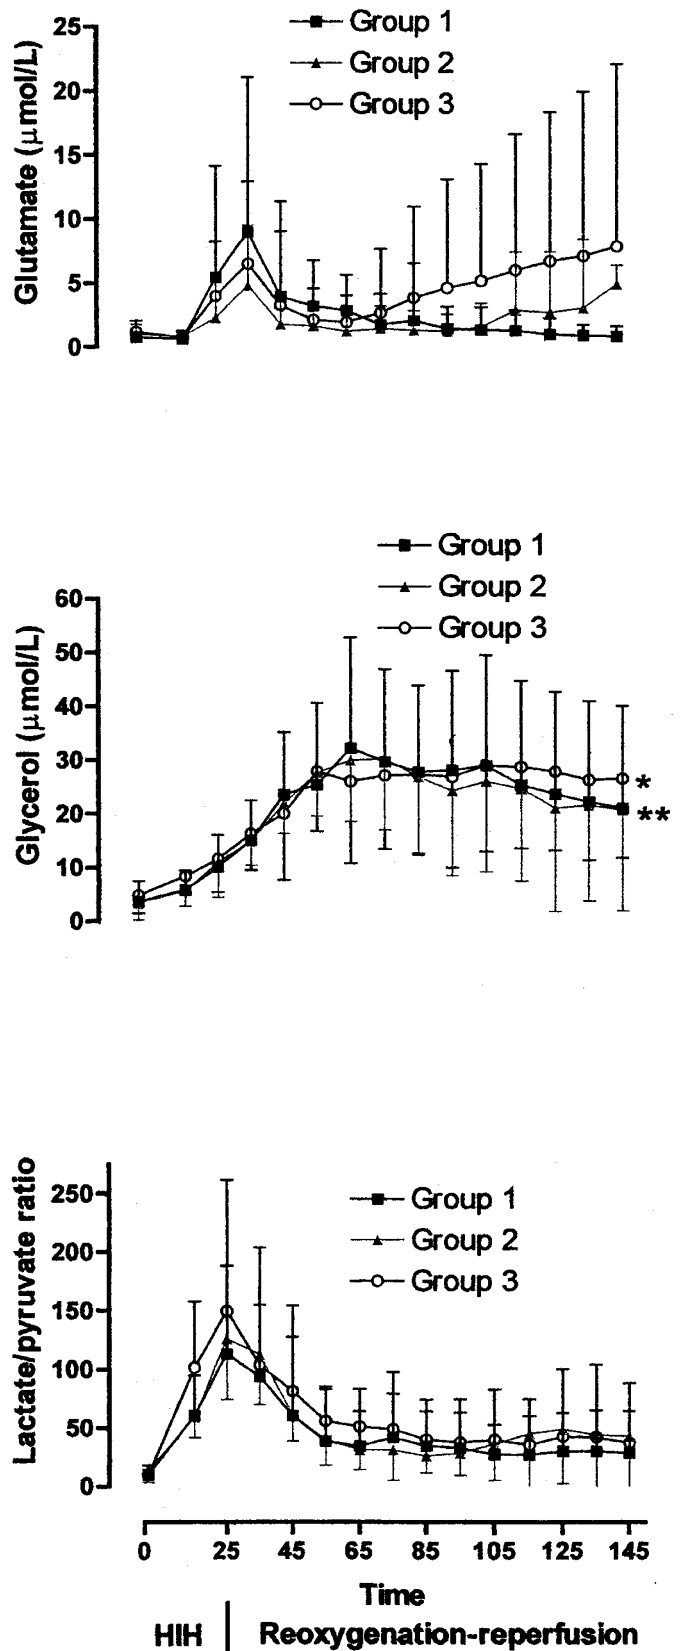 Group 1
Group 2
Group 3
Glutamate (μmol/L)
25
20
15
10
5
0
Group 1
Group 2
Group 3
Glycerol (μmol/L)
60
50
40
30
20
10
0
*
**
Lactate/pyruvate ratio
250
200
150
100
50
0
Group 1
Group 2
Group 3
0 25 45 65 85 105 125 145
Time
HIH | Reoxygenation-reperfusion